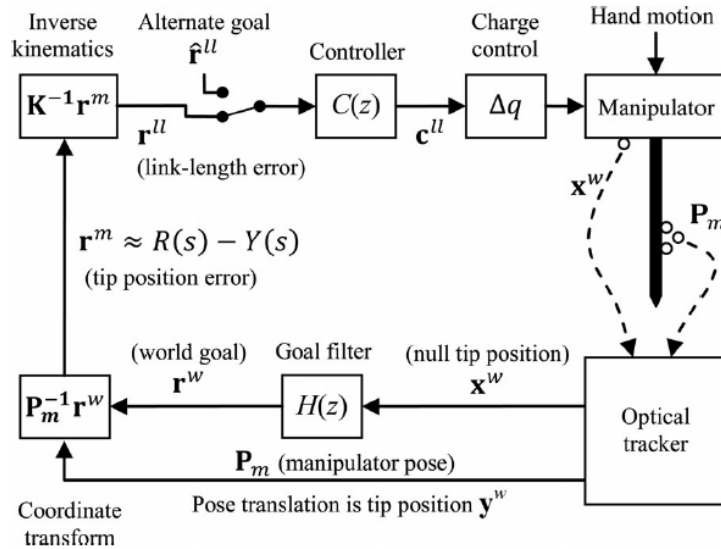 Inverse
kinematics
Alternate goal
r̂^ll
Controller
Charge
control
Hand motion
K⁻¹r^m
C(z)
Δq
Manipulator
r^ll
(link-length error)
c^ll
x^w
P_m
r^m ≈ R(s) − Y(s)
(tip position error)
(world goal)
r^w
Goal filter
(null tip position)
x^w
P_m⁻¹r^w
H(z)
Optical
tracker
P_m (manipulator pose)
Pose translation is tip position y^w
Coordinate
transform